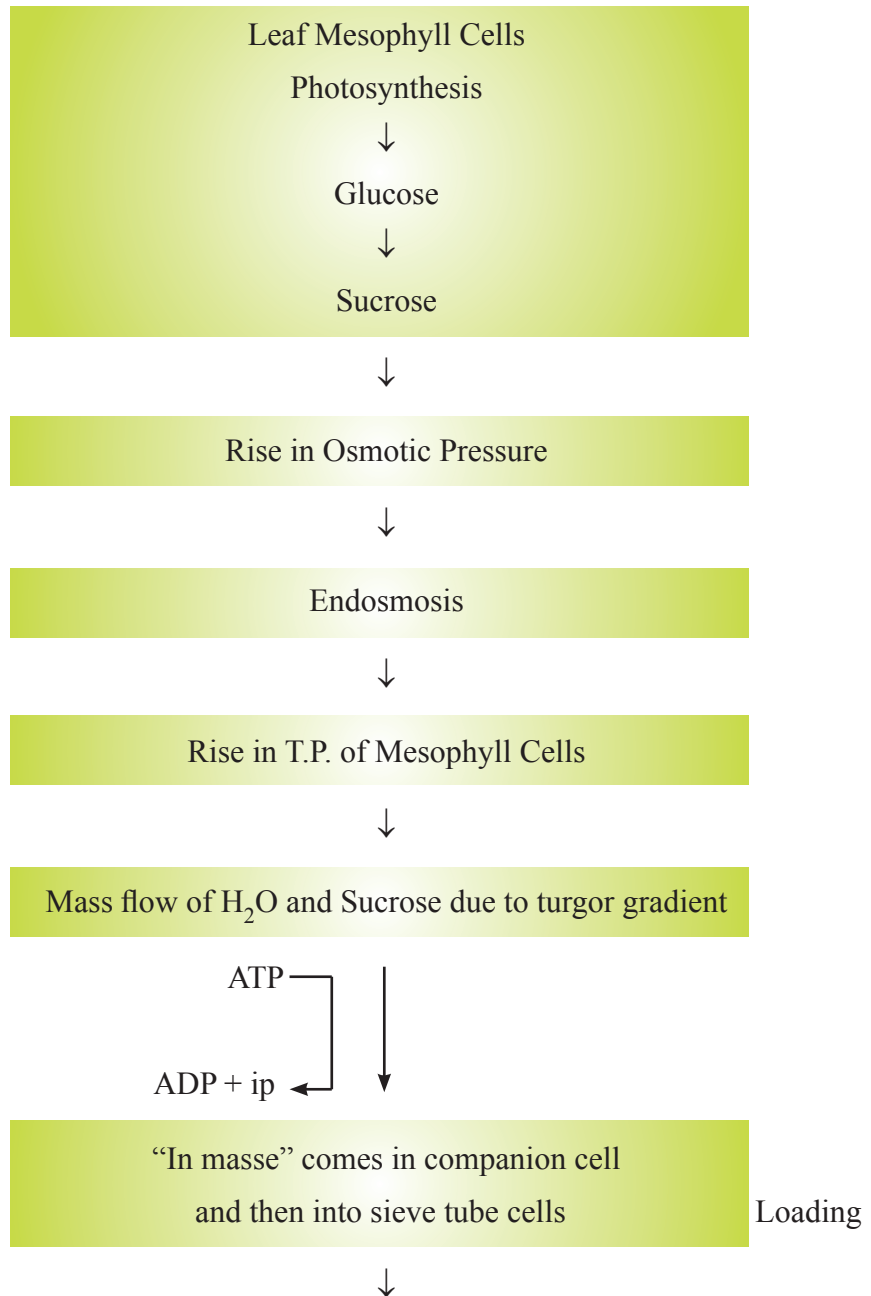 Leaf Mesophyll Cells
Photosynthesis
↓
Glucose
↓
Sucrose
↓
Rise in Osmotic Pressure
↓
Endosmosis
↓
Rise in T.P. of Mesophyll Cells
↓
Mass flow of H₂O and Sucrose due to turgor gradient
ATP
ADP + ip
“In masse” comes in companion cell
and then into sieve tube cells
Loading
↓